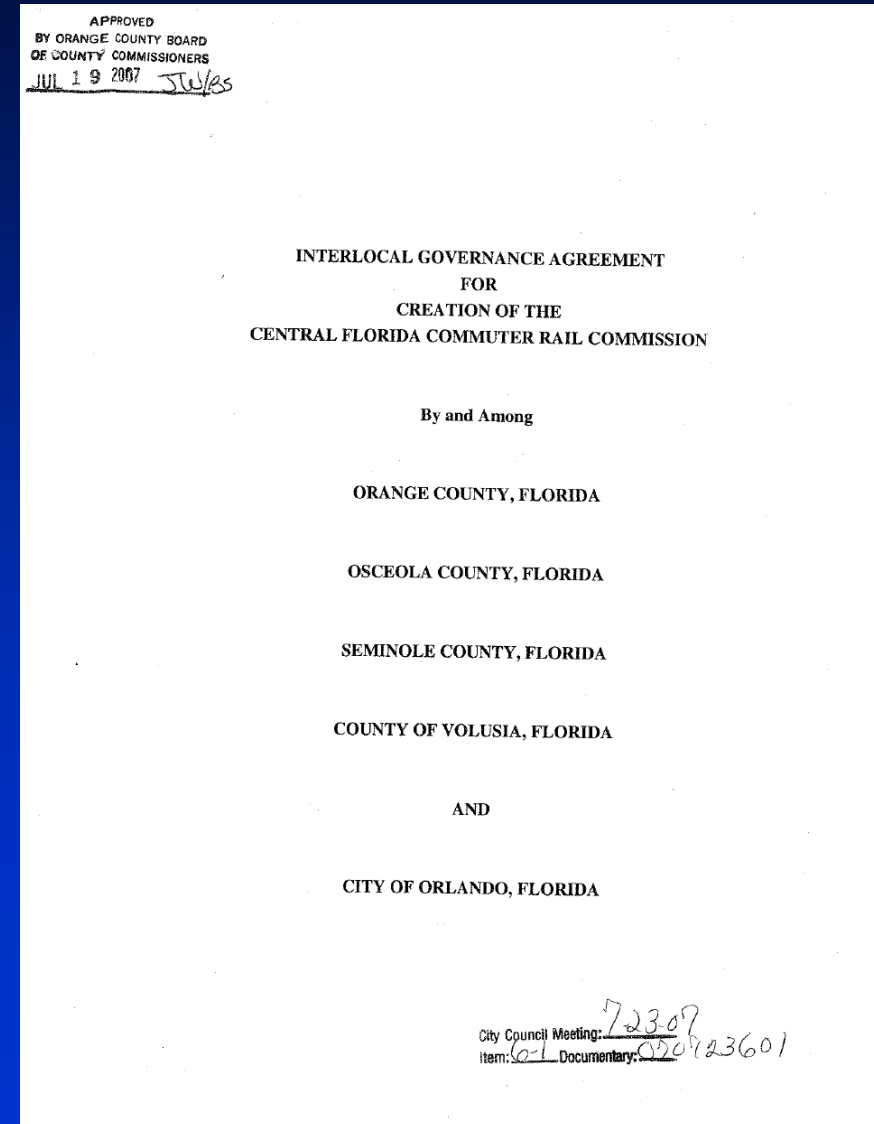 APPROVED
BY ORANGE COUNTY BOARD
OF COUNTY COMMISSIONERS
JUL 19 2007 JW/BS
INTERLOCAL GOVERNANCE AGREEMENT
FOR
CREATION OF THE
CENTRAL FLORIDA COMMUTER RAIL COMMISSION
By and Among
ORANGE COUNTY, FLORIDA
OSCEOLA COUNTY, FLORIDA
SEMINOLE COUNTY, FLORIDA
COUNTY OF VOLUSIA, FLORIDA
AND
CITY OF ORLANDO, FLORIDA
City Council Meeting: 7-23-07
Item: 6-1 Documentary: 070723601